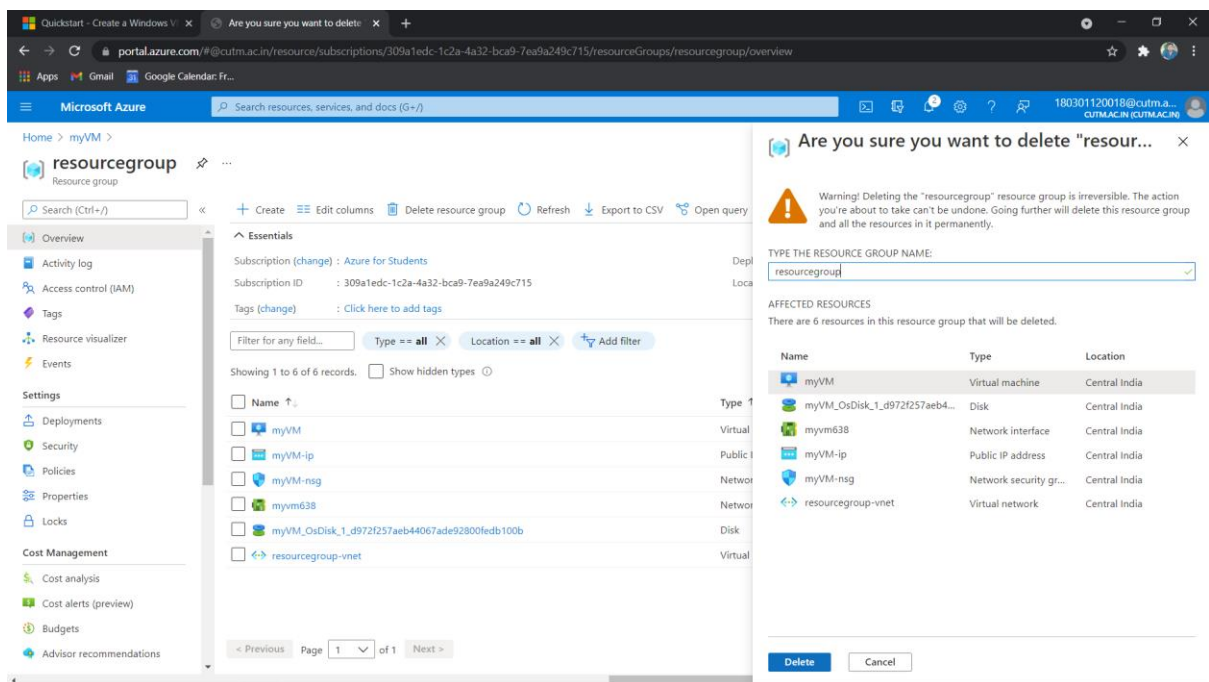 Quickstart - Create a Windows V
Are you sure you want to delete
portal.azure.com/#@cutm.ac.in/resource/subscriptions/309a1edc-1c2a-4a32-bca9-7ea9a249c715/resourceGroups/resourcegroup/overview
Apps Gmail 31 Google Calendar: Fr...
Microsoft Azure
Search resources, services, and docs (G+/)
2
180301120018@cutm.a...
CUTM.AC.IN (CUTM.AC.IN)
Home > myVM >
resourcegroup ...
Resource group
Search (Ctrl+/)
Overview
Activity log
Access control (IAM)
Tags
Resource visualizer
Events
Settings
Deployments
Security
Policies
Properties
Locks
Cost Management
Cost analysis
Cost alerts (preview)
Budgets
Advisor recommendations
Create Edit columns Delete resource group Refresh Export to CSV Open query
Essentials
Subscription (change) : Azure for Students Depl
Subscription ID : 309a1edc-1c2a-4a32-bca9-7ea9a249c715 Loca
Tags (change) : Click here to add tags
Filter for any field... Type == all Location == all Add filter
Showing 1 to 6 of 6 records. Show hidden types
Name ↑↓ Type ↑
myVM Virtual
myVM-ip Public I
myVM-nsg Networ
myvm638 Networ
myVM_OsDisk_1_d972f257aeb44067ade92800fedb100b Disk
resourcegroup-vnet Virtual
< Previous Page 1 of 1 Next >
Are you sure you want to delete "resour...
Warning! Deleting the "resourcegroup" resource group is irreversible. The action
you're about to take can't be undone. Going further will delete this resource group
and all the resources in it permanently.
TYPE THE RESOURCE GROUP NAME:
resourcegroup
AFFECTED RESOURCES
There are 6 resources in this resource group that will be deleted.
Name Type Location
myVM Virtual machine Central India
myVM_OsDisk_1_d972f257aeb4... Disk Central India
myvm638 Network interface Central India
myVM-ip Public IP address Central India
myVM-nsg Network security gr... Central India
resourcegroup-vnet Virtual network Central India
Delete Cancel